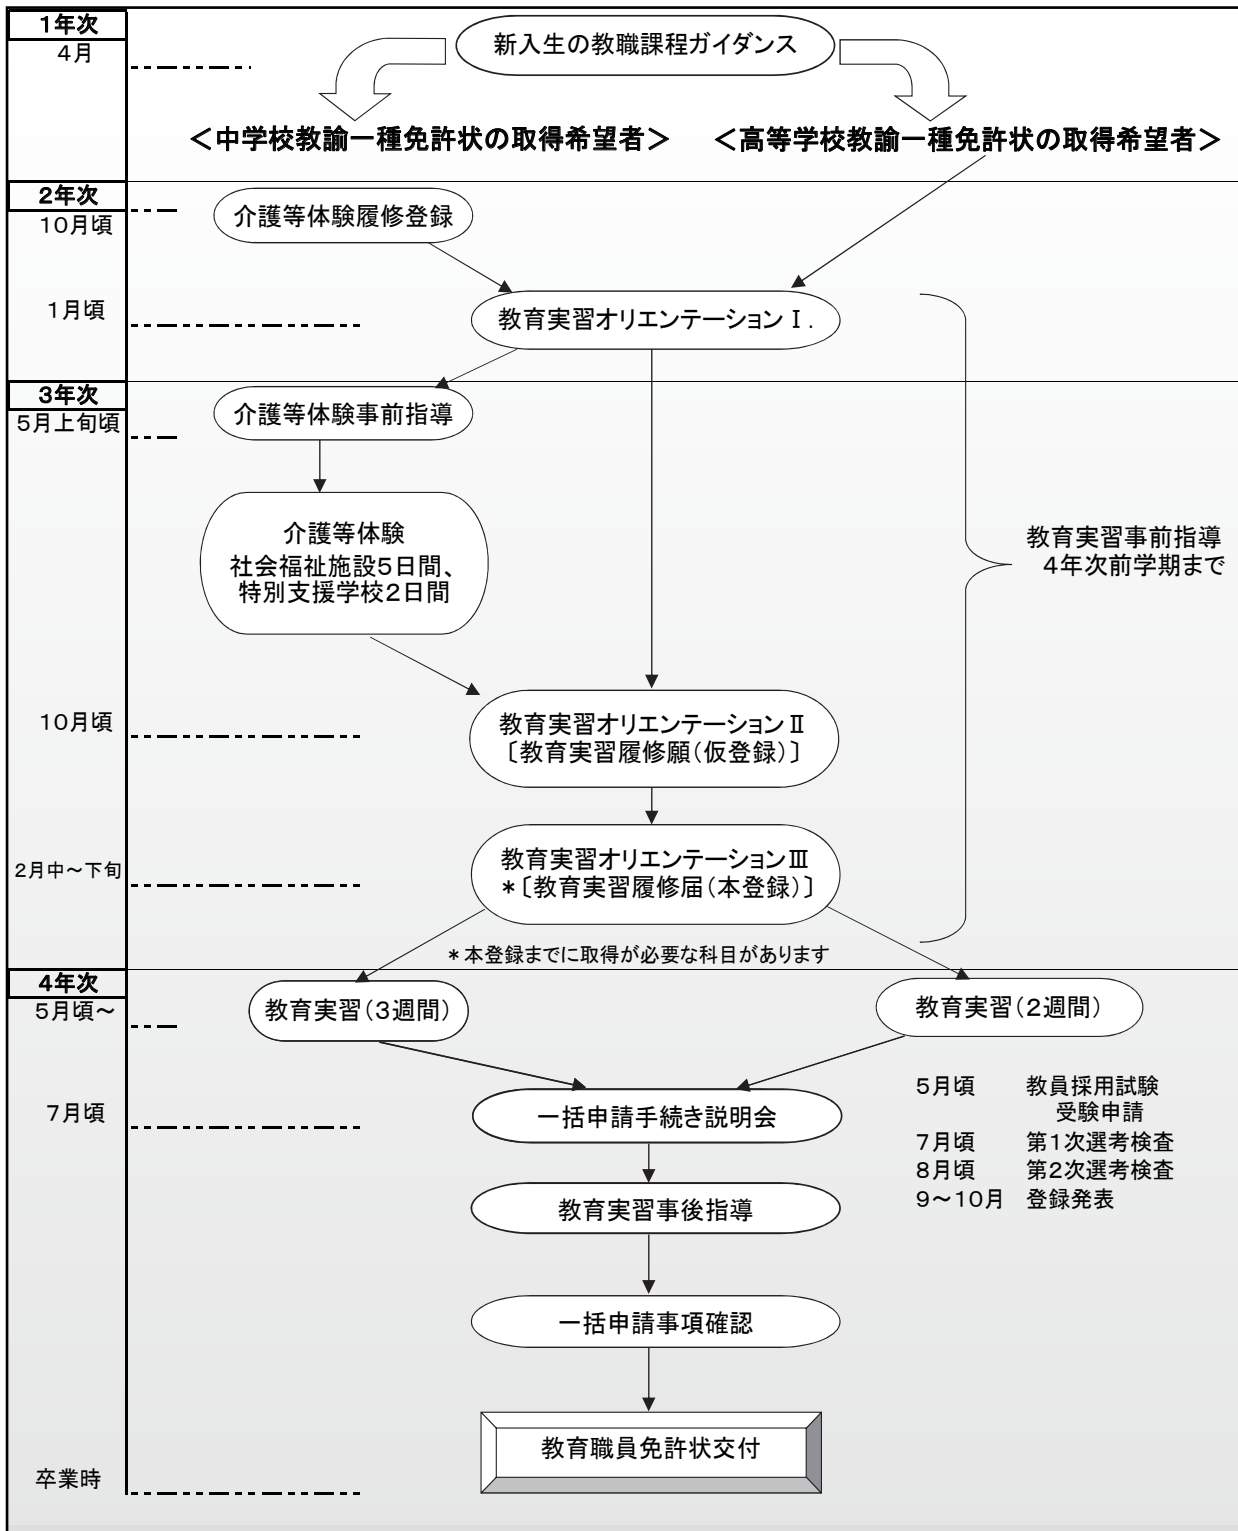 1年次
4月
新入生の教職課程ガイダンス
＜中学校教諭一種免許状の取得希望者＞
＜高等学校教諭一種免許状の取得希望者＞
2年次
10月頃
介護等体験履修登録
1月頃
教育実習オリエンテーションⅠ.
3年次
5月上旬頃
介護等体験事前指導
介護等体験
社会福祉施設5日間、
特別支援学校2日間
教育実習事前指導
4年次前学期まで
10月頃
教育実習オリエンテーションⅡ
〔教育実習履修願(仮登録)〕
2月中～下旬
教育実習オリエンテーションⅢ
＊〔教育実習履修届(本登録)〕
＊本登録までに取得が必要な科目があります
4年次
5月頃～
教育実習(3週間)
教育実習(2週間)
7月頃
一括申請手続き説明会
5月頃 教員採用試験
受験申請
7月頃 第1次選考検査
8月頃 第2次選考検査
9～10月 登録発表
教育実習事後指導
一括申請事項確認
教育職員免許状交付
卒業時